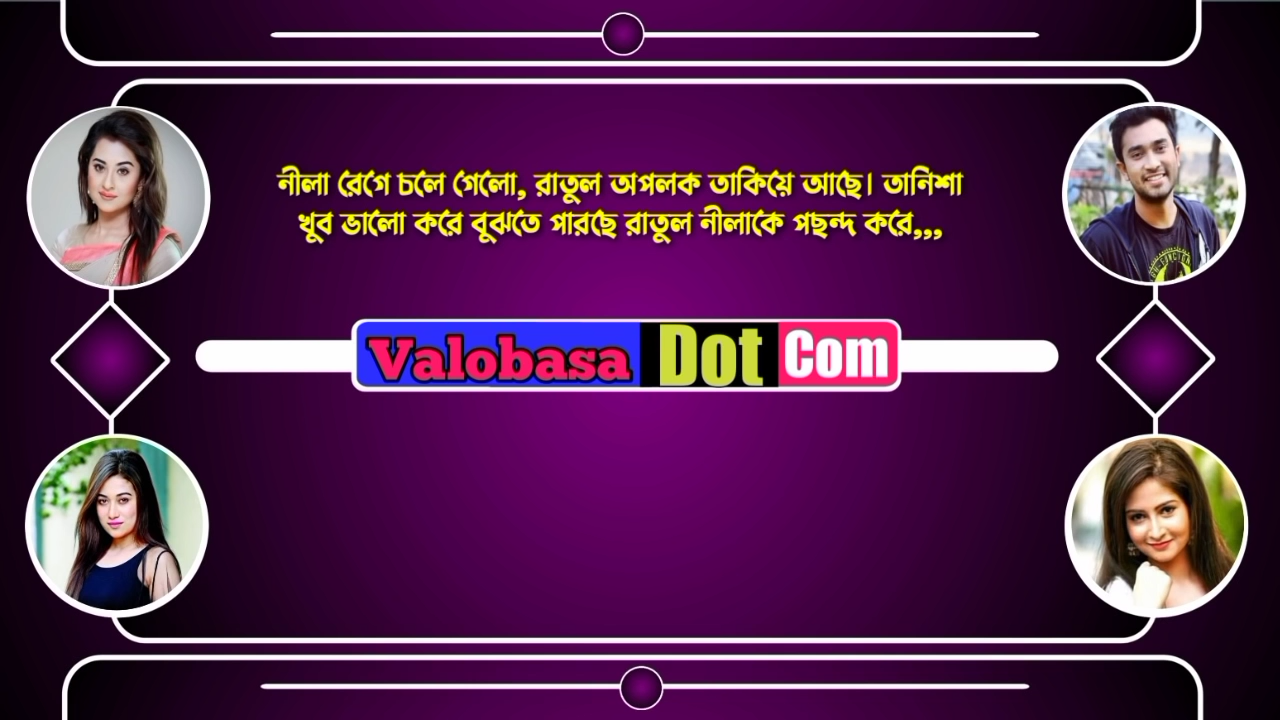 নীলা রেগে চলে গেলো, রাতুল অপলক তাকিয়ে আছে। তানিশা
খুব ভালো করে বুঝতে পারছে রাতুল নীলাকে পছন্দ করে,,,
Valobasa Dot Com